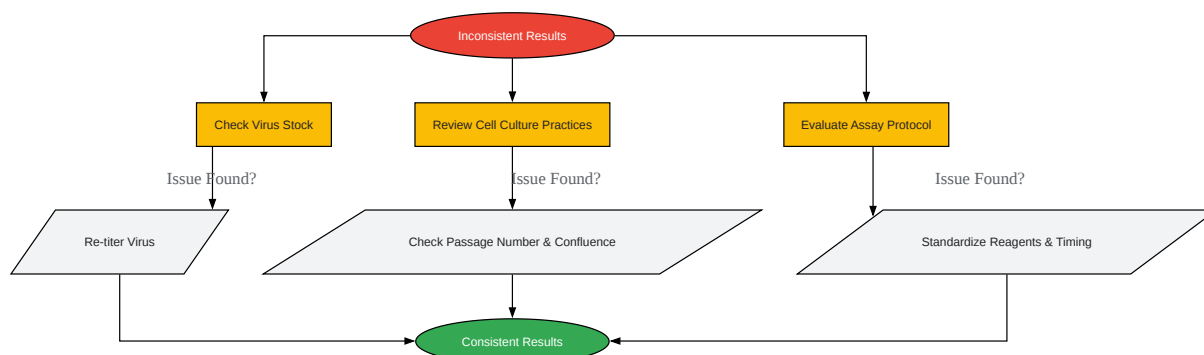 Inconsistent Results
Check Virus Stock
Review Cell Culture Practices
Evaluate Assay Protocol
Issue Found?
Issue Found?
Issue Found?
Re-titer Virus
Check Passage Number & Confluence
Standardize Reagents & Timing
Consistent Results